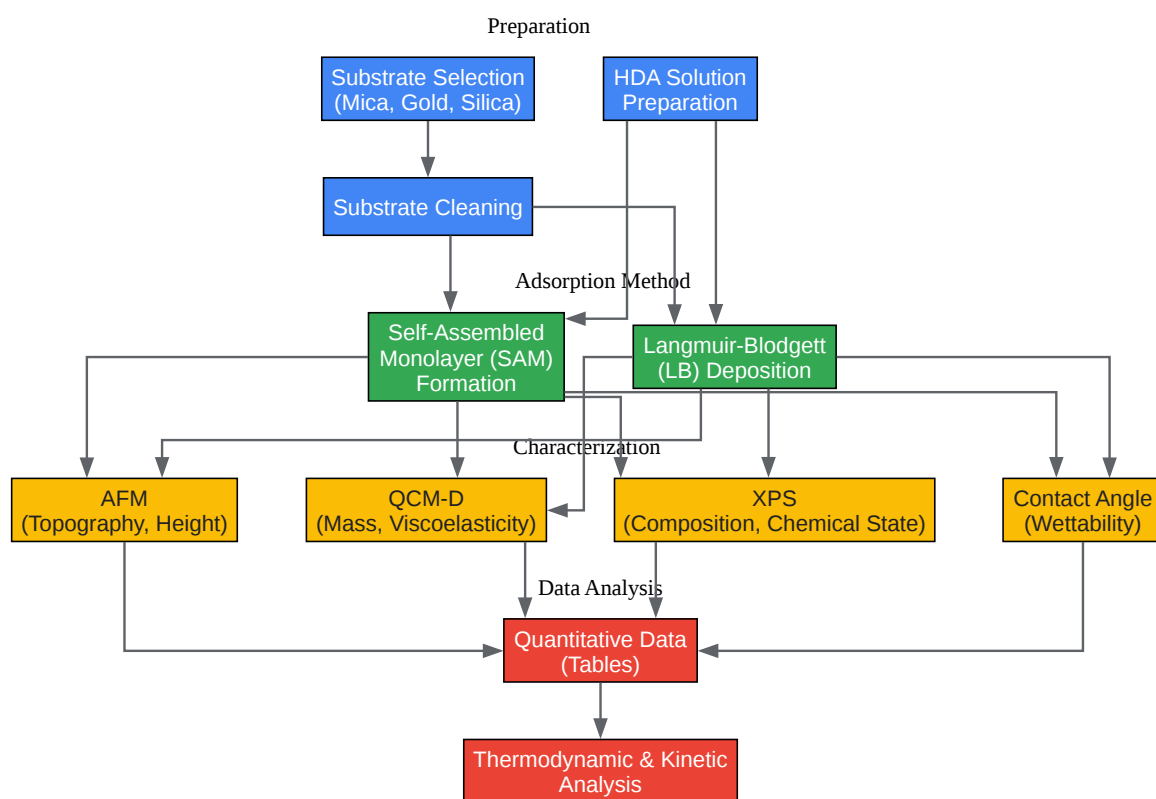 Preparation
Substrate Selection
(Mica, Gold, Silica)
HDA Solution
Preparation
Substrate Cleaning
Adsorption Method
Self-Assembled
Monolayer (SAM)
Formation
Langmuir-Blodgett
(LB) Deposition
Characterization
AFM
(Topography, Height)
QCM-D
(Mass, Viscoelasticity)
XPS
(Composition, Chemical State)
Contact Angle
(Wettability)
Data Analysis
Quantitative Data
(Tables)
Thermodynamic & Kinetic
Analysis